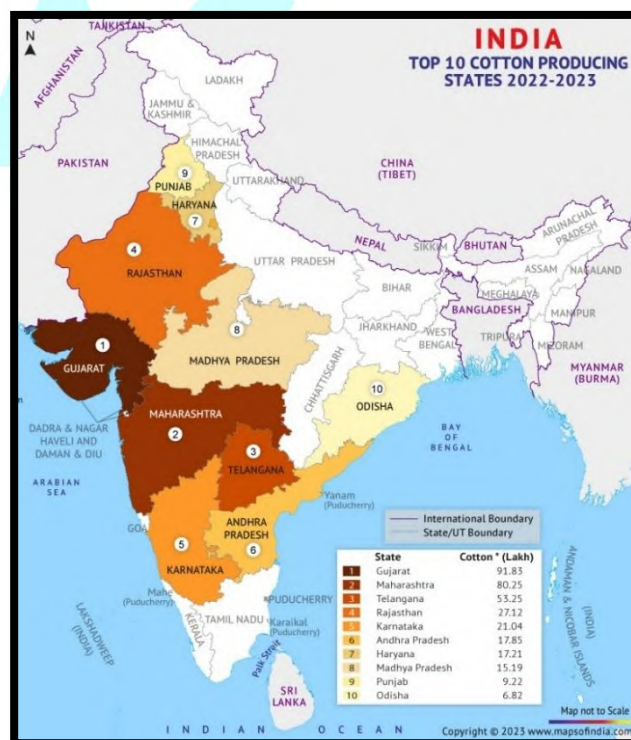 INDIA
TOP 10 COTTON PRODUCING
STATES 2022-2023
N
TAJIKISTAN
AFGHANISTAN
LADAKH
JAMMU &
KASHMIR
HIMACHAL
PRADESH
PAKISTAN
9
PUNJAB
UTTARAKHAND
CHINA
(TIBET)
HARYANA
7
4
RAJASTHAN
UTTAR PRADESH
NEPAL
SIKKIM
BHUTAN
ARUNACHAL
PRADESH
ASSAM
NAGALAND
BIHAR
MEGHALAYA
BANGLADESH
MANIPUR
1
GUJARAT
8
MADHYA PRADESH
JHARKHAND
WEST
BENGAL
TRIPURA
MIZORAM
MYANMAR
(BURMA)
CHHATTISGARH
10
ODISHA
DADRA & NAGAR
HAVELI AND
DAMAN & DIU
MAHARASHTRA
2
3
TELANGANA
BAY
OF
BENGAL
ARABIAN
SEA
Yanam
(Puducherry)
GOA
ANDHRA
PRADESH
6
5
KARNATAKA
International Boundary
State/UT Boundary
Mahe
(Puducherry)
PUDUCHERRY
TAMIL NADU
Karaikal
(Puducherry)
KERALA
LAKSHADWEEP
(INDIA)
Palk Strait
SRI
LANKA
ANDAMAN & NICOBAR ISLANDS
(INDIA)
State Cotton * (Lakh)
1 Gujarat 91.83
2 Maharashtra 80.25
3 Telangana 53.25
4 Rajasthan 27.12
5 Karnataka 21.04
6 Andhra Pradesh 17.85
7 Haryana 17.21
8 Madhya Pradesh 15.19
9 Punjab 9.22
10 Odisha 6.82
Map not to Scale
INDIAN OCEAN
Copyright © 2023 www.mapsofindia.com